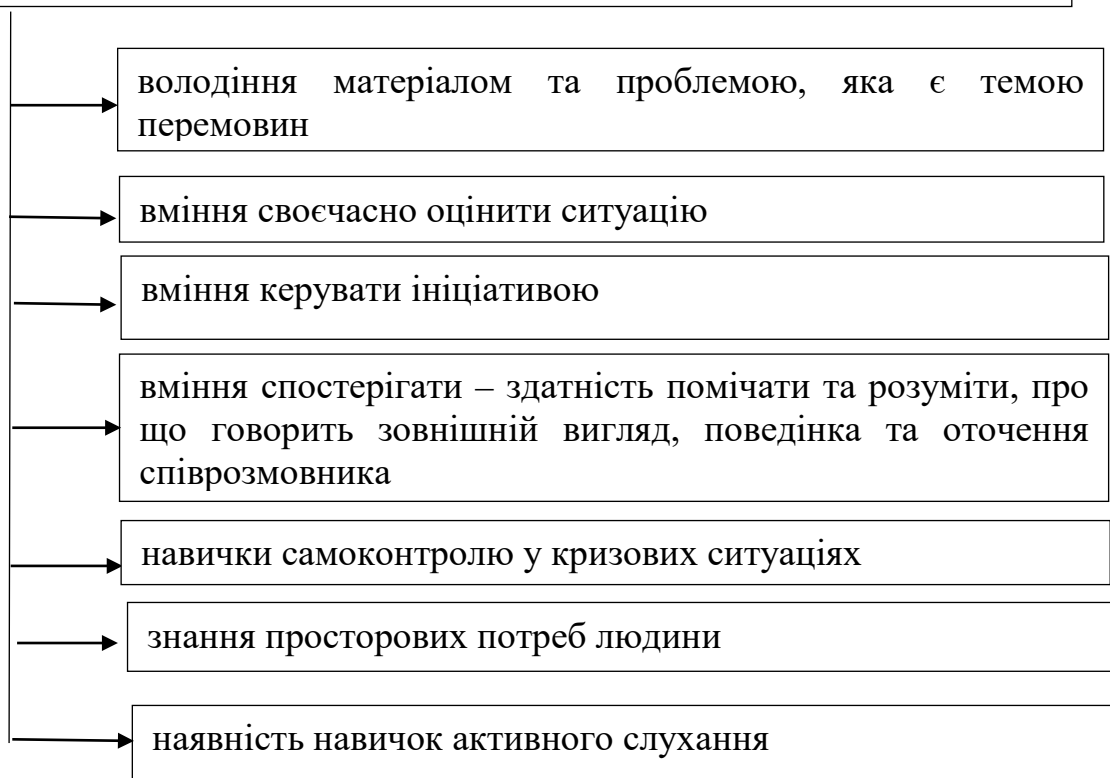 володіння матеріалом та проблемою, яка є темою
перемовин
вміння своєчасно оцінити ситуацію
вміння керувати ініціативою
вміння спостерігати – здатність помічати та розуміти, про
що говорить зовнішній вигляд, поведінка та оточення
співрозмовника
навички самоконтролю у кризових ситуаціях
знання просторових потреб людини
наявність навичок активного слухання